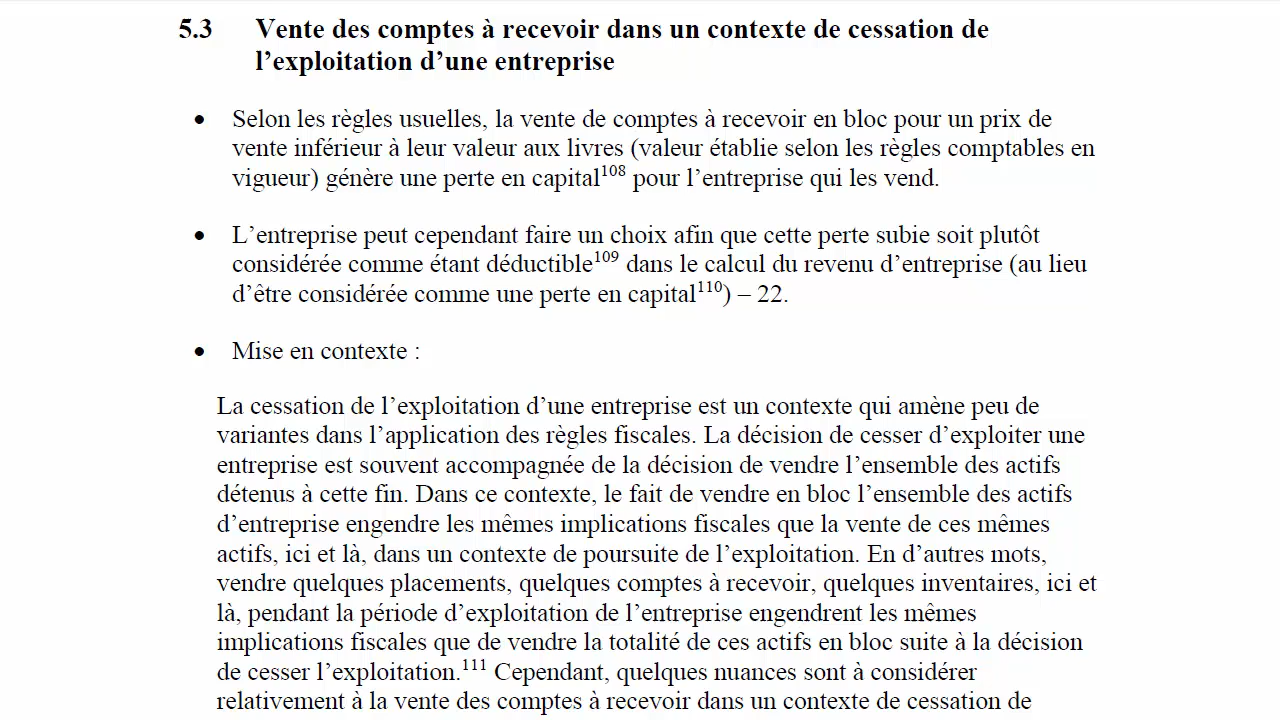 5.3 Vente des comptes à recevoir dans un contexte de cessation de
l’exploitation d’une entreprise
• Selon les règles usuelles, la vente de comptes à recevoir en bloc pour un prix de
vente inférieur à leur valeur aux livres (valeur établie selon les règles comptables en
vigueur) génère une perte en capital108 pour l’entreprise qui les vend.
• L’entreprise peut cependant faire un choix afin que cette perte subie soit plutôt
considérée comme étant déductible109 dans le calcul du revenu d’entreprise (au lieu
d’être considérée comme une perte en capital110) – 22.
• Mise en contexte :
La cessation de l’exploitation d’une entreprise est un contexte qui amène peu de
variantes dans l’application des règles fiscales. La décision de cesser d’exploiter une
entreprise est souvent accompagnée de la décision de vendre l’ensemble des actifs
détenus à cette fin. Dans ce contexte, le fait de vendre en bloc l’ensemble des actifs
d’entreprise engendre les mêmes implications fiscales que la vente de ces mêmes
actifs, ici et là, dans un contexte de poursuite de l’exploitation. En d’autres mots,
vendre quelques placements, quelques comptes à recevoir, quelques inventaires, ici et
là, pendant la période d’exploitation de l’entreprise engendrent les mêmes
implications fiscales que de vendre la totalité de ces actifs en bloc suite à la décision
de cesser l’exploitation.111 Cependant, quelques nuances sont à considérer
relativement à la vente des comptes à recevoir dans un contexte de cessation de